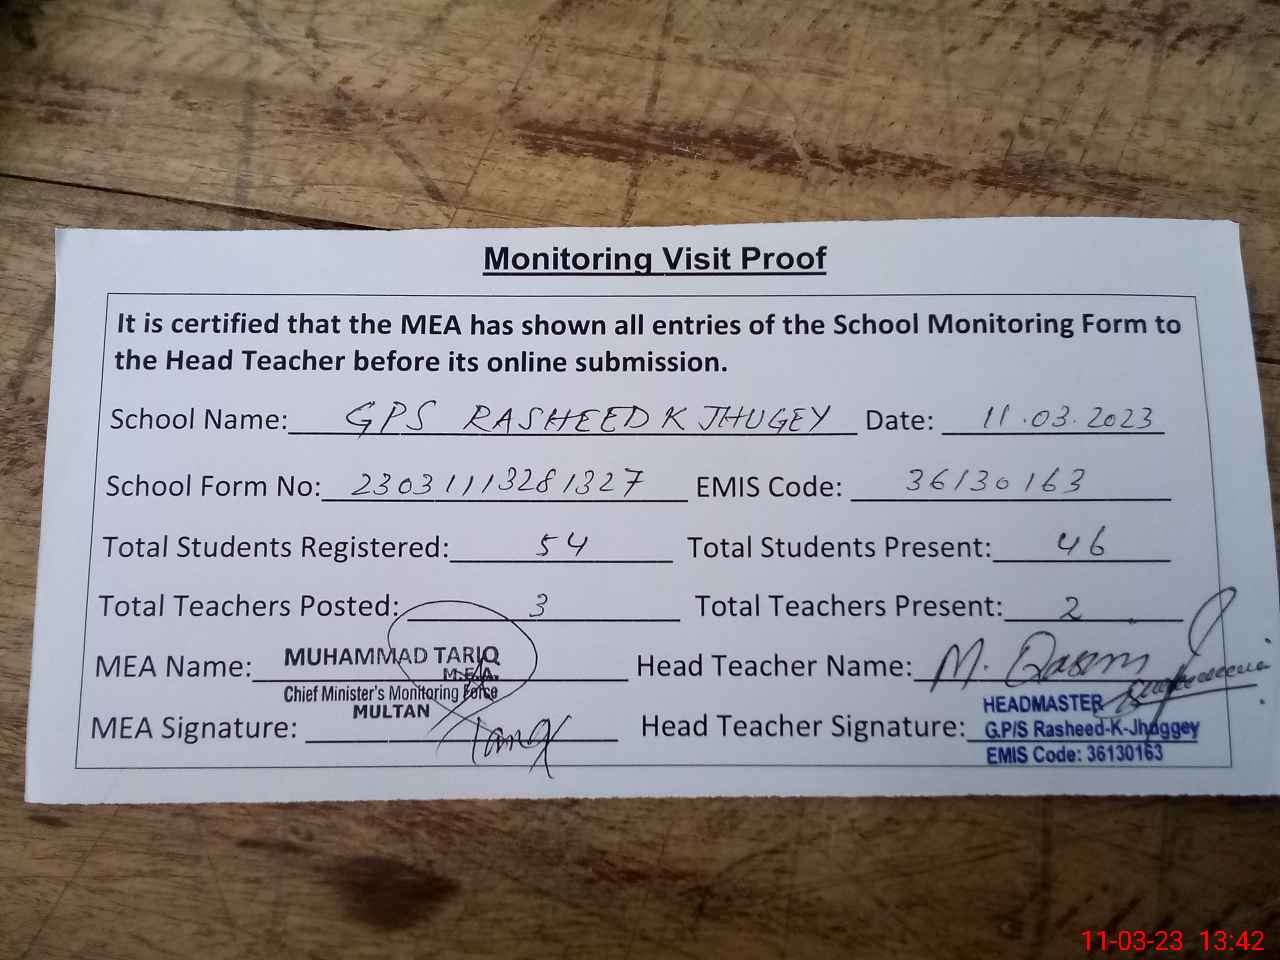 Monitoring Visit Proof
It is certified that the MEA has shown all entries of the School Monitoring Form to
the Head Teacher before its online submission.
School Name: GPS RASHEED K JHUGEY Date: 11.03.2023
School Form No: 23031113281327 EMIS Code: 36130163
Total Students Registered: 54 Total Students Present: 46
Total Teachers Posted: 3 Total Teachers Present: 2
MEA Name: MUHAMMAD TARIQ Head Teacher Name: M. Qasem
M.E.A.
Chief Minister's Monitoring Force
MULTAN
MEA Signature: Tariq Head Teacher Signature:
HEADMASTER
G.P/S Rasheed-K-Jhuggey
EMIS Code: 36130163
11-03-23 13:42